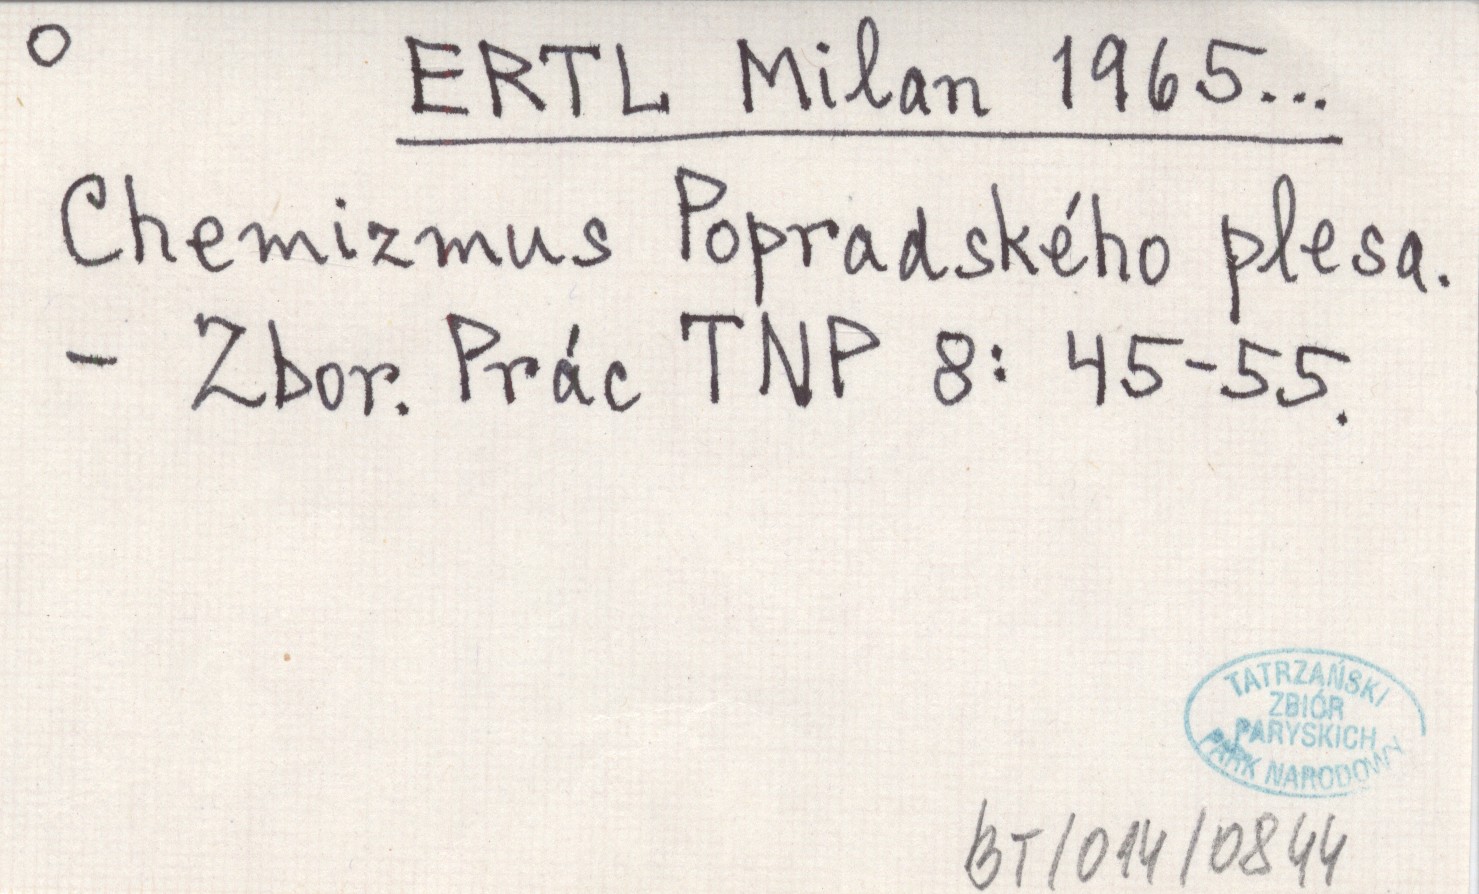 O
ERTL Milan 1965...
Chemizmus Popradského plesa.
- Zbor. Prác TNP 8: 45-55.
TATRZAŃSKI
ZBIÓR
PARYSKICH
PARK NARODOWY
BT/014/0844